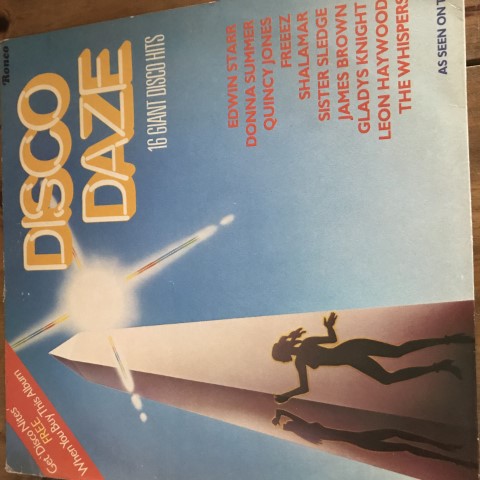 Ronco
DISCO
DAZE
16 GIANT DISCO HITS
EDWIN STARR
DONNA SUMMER
QUINCY JONES
FREEEZ
SHALAMAR
SISTER SLEDGE
JAMES BROWN
GLADYS KNIGHT
LEON HAYWOOD
THE WHISPERS
AS SEEN ON
Get 'Disco Nites'
FREE
When You Buy This Album